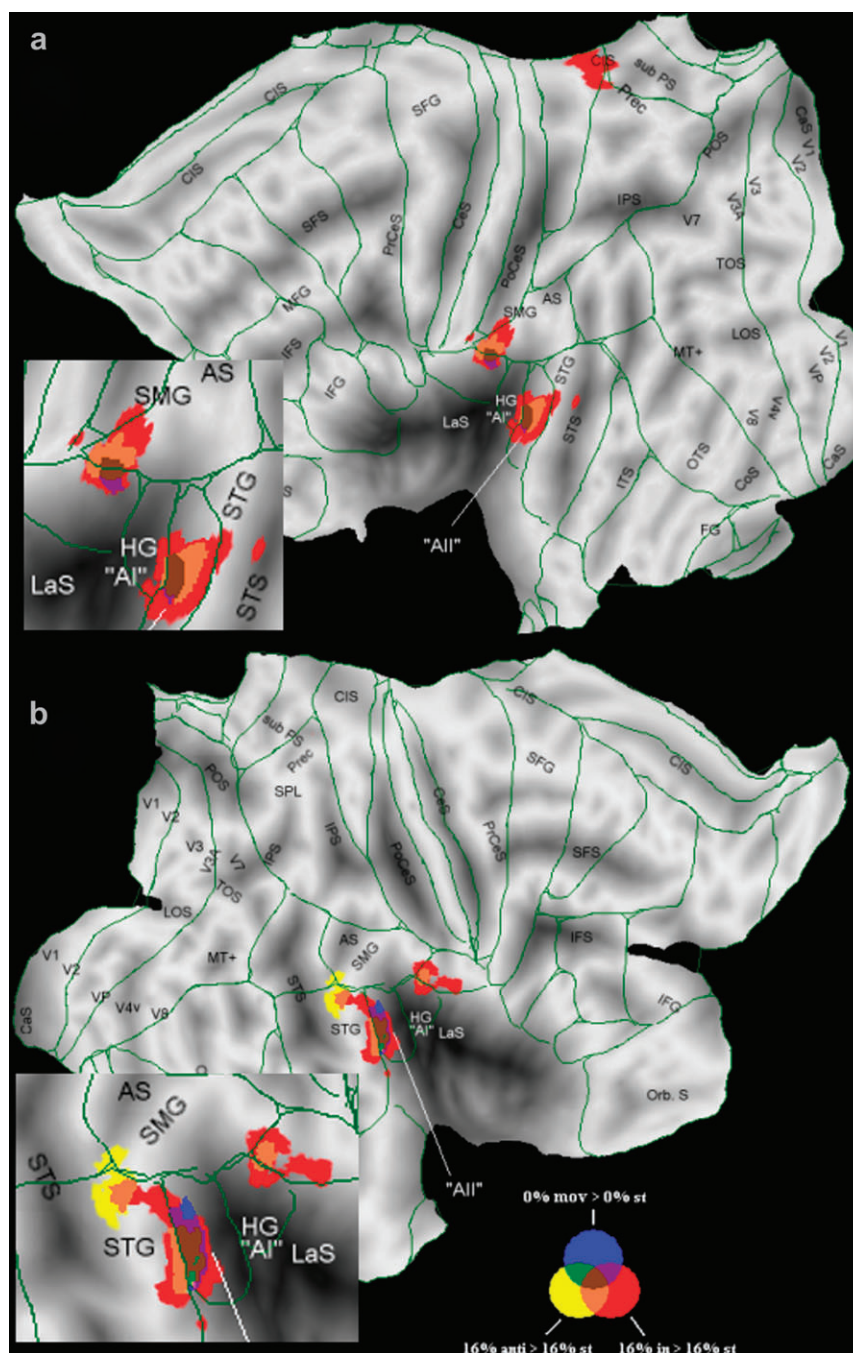 a
CIS
CIS
SFG
SFS
PrCeS
CeS
PoCeS
MFG
IFS
IFG
CIS
sub PS
Prec
POS
CaS V1
V2
V3
V3A
IPS
V7
TOS
AS
SMG
LOS
MT+
V1
V2
VP
V4v
V8
STG
STS
HG
"AI"
LaS
ITS
OTS
CoS
CaS
FG
S
"AII"
AS
SMG
STG
HG
"AI"
LaS
STS
b
sub PS
CIS
Prec
POS
SPL
V1
V2
V3
V3A
V7
IPS
IPS
TOS
LOS
PoCeS
CeS
PrCeS
CIS
SFG
CIS
SFS
IFS
IFG
AS
SMG
MT+
STS
STG
HG
"AI"
LaS
V1
V2
VP
V4v
V8
CaS
Orb. S
"AII"
AS
SMG
STS
STG
HG
"AI"
LaS
0% mov > 0% st
16% anti > 16% st
16% in > 16% st